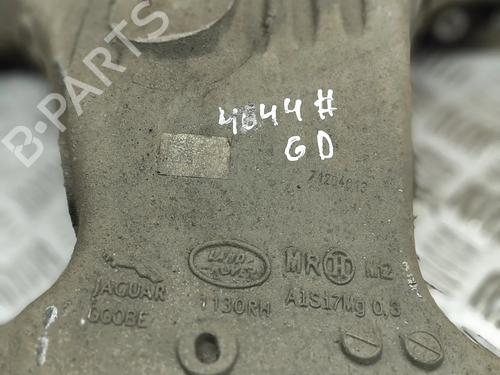 B-PARTS
4644 #
GD
LAND-
ROVER
MR H M2
JAGUAR
1130RH
A1S17Mg 0,3